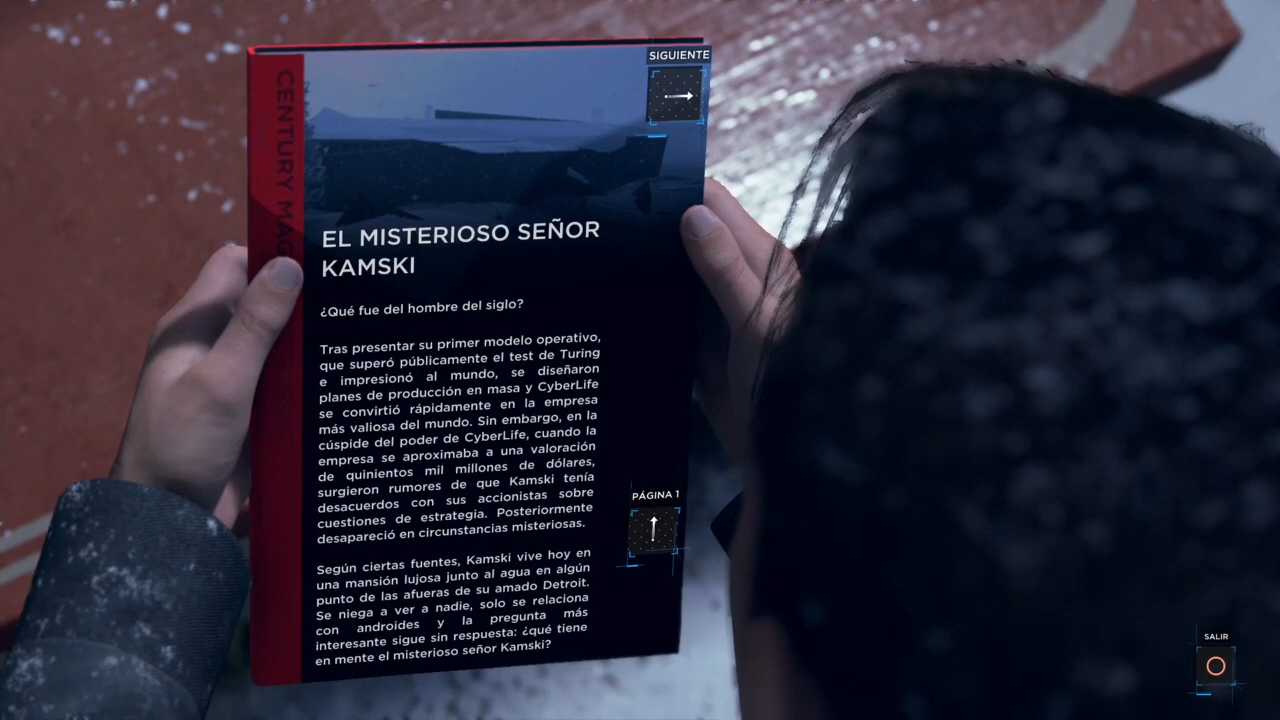 SIGUIENTE
CENTURY MAG
EL MISTERIOSO SEÑOR
KAMSKI
¿Qué fue del hombre del siglo?
Tras presentar su primer modelo operativo,
que superó públicamente el test de Turing
e impresionó al mundo, se diseñaron
planes de producción en masa y CyberLife
se convirtió rápidamente en la empresa
más valiosa del mundo. Sin embargo, en la
cúspide del poder de CyberLife, cuando la
empresa se aproximaba a una valoración
de quinientos mil millones de dólares,
surgieron rumores de que Kamski tenía
desacuerdos con sus accionistas sobre
cuestiones de estrategia. Posteriormente
desapareció en circunstancias misteriosas.
PÁGINA 1
Según ciertas fuentes, Kamski vive hoy en
una mansión lujosa junto al agua en algún
punto de las afueras de su amado Detroit.
Se niega a ver a nadie, solo se relaciona
con androides y la pregunta más
interesante sigue sin respuesta: ¿qué tiene
en mente el misterioso señor Kamski?
SALIR